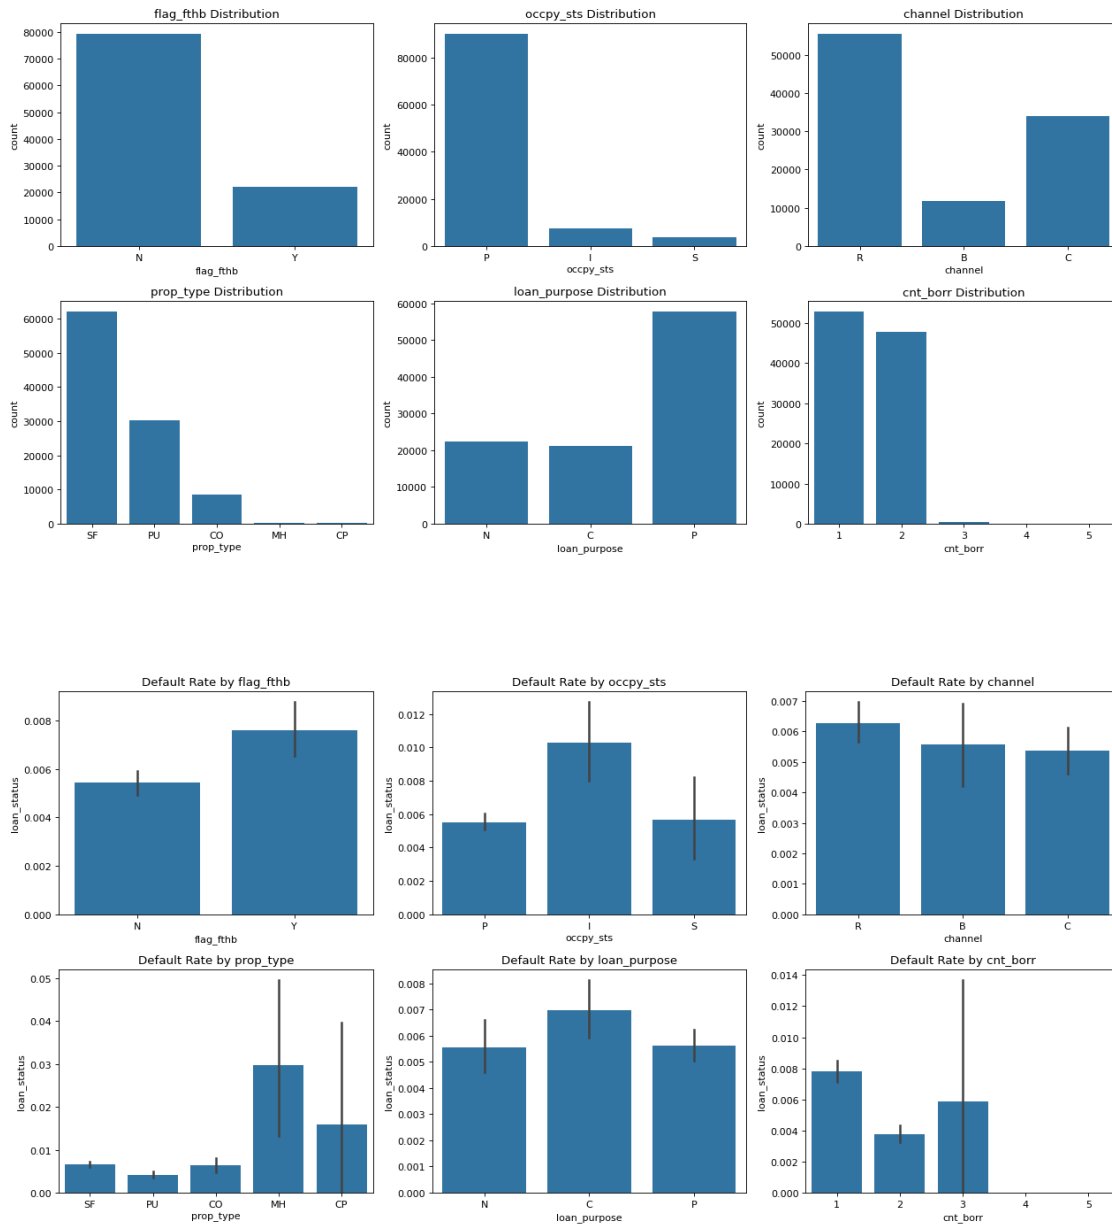 flag_fthb Distribution
80000
70000
60000
50000
40000
30000
20000
10000
0
count
N
Y
flag_fthb
occpy_sts Distribution
80000
60000
40000
20000
0
count
P
I
S
occpy_sts
channel Distribution
50000
40000
30000
20000
10000
0
count
R
B
C
channel
prop_type Distribution
60000
50000
40000
30000
20000
10000
0
count
SF
PU
CO
MH
CP
prop_type
loan_purpose Distribution
60000
50000
40000
30000
20000
10000
0
count
N
C
P
loan_purpose
cnt_borr Distribution
50000
40000
30000
20000
10000
0
count
1
2
3
4
5
cnt_borr
Default Rate by flag_fthb
0.008
0.006
0.004
0.002
0.000
loan_status
N
Y
flag_fthb
Default Rate by occpy_sts
0.012
0.010
0.008
0.006
0.004
0.002
0.000
loan_status
P
I
S
occpy_sts
Default Rate by channel
0.007
0.006
0.005
0.004
0.003
0.002
0.001
0.000
loan_status
R
B
C
channel
Default Rate by prop_type
0.05
0.04
0.03
0.02
0.01
0.00
loan_status
SF
PU
CO
MH
CP
prop_type
Default Rate by loan_purpose
0.008
0.007
0.006
0.005
0.004
0.003
0.002
0.001
0.000
loan_status
N
C
P
loan_purpose
Default Rate by cnt_borr
0.014
0.012
0.010
0.008
0.006
0.004
0.002
0.000
loan_status
1
2
3
4
5
cnt_borr